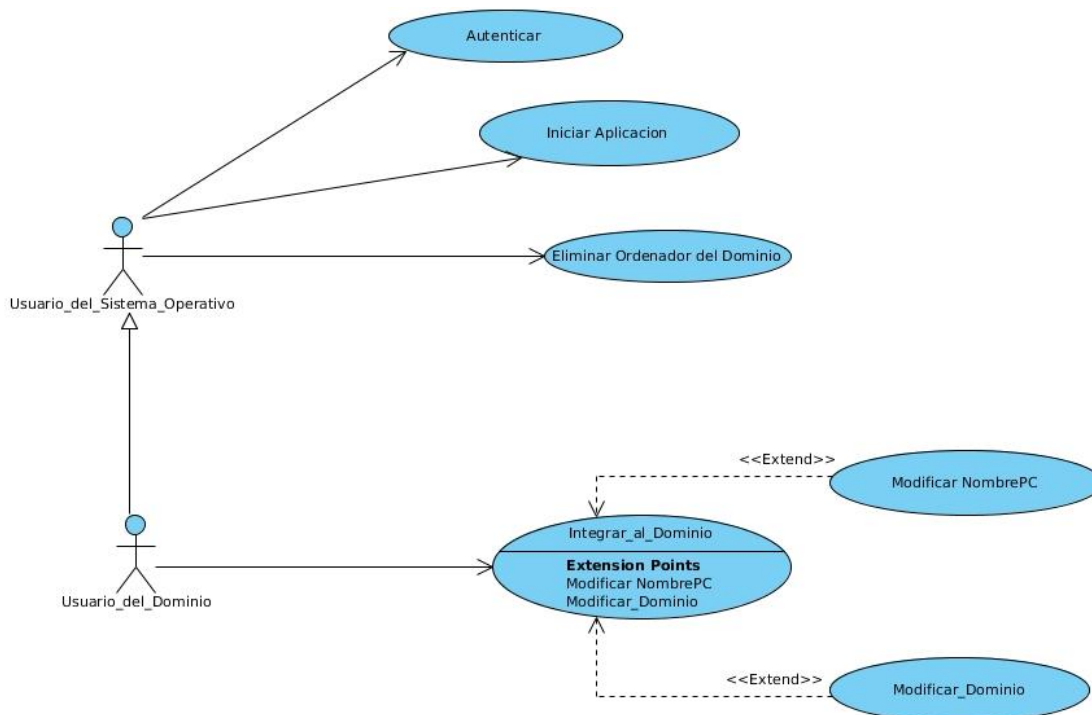 Autenticar
Iniciar Aplicacion
Eliminar Ordenador del Dominio
Usuario_del_Sistema_Operativo
<<Extend>>
Modificar NombrePC
Integrar_al_Dominio
Extension Points
Modificar NombrePC
Modificar_Dominio
Usuario_del_Dominio
<<Extend>>
Modificar_Dominio